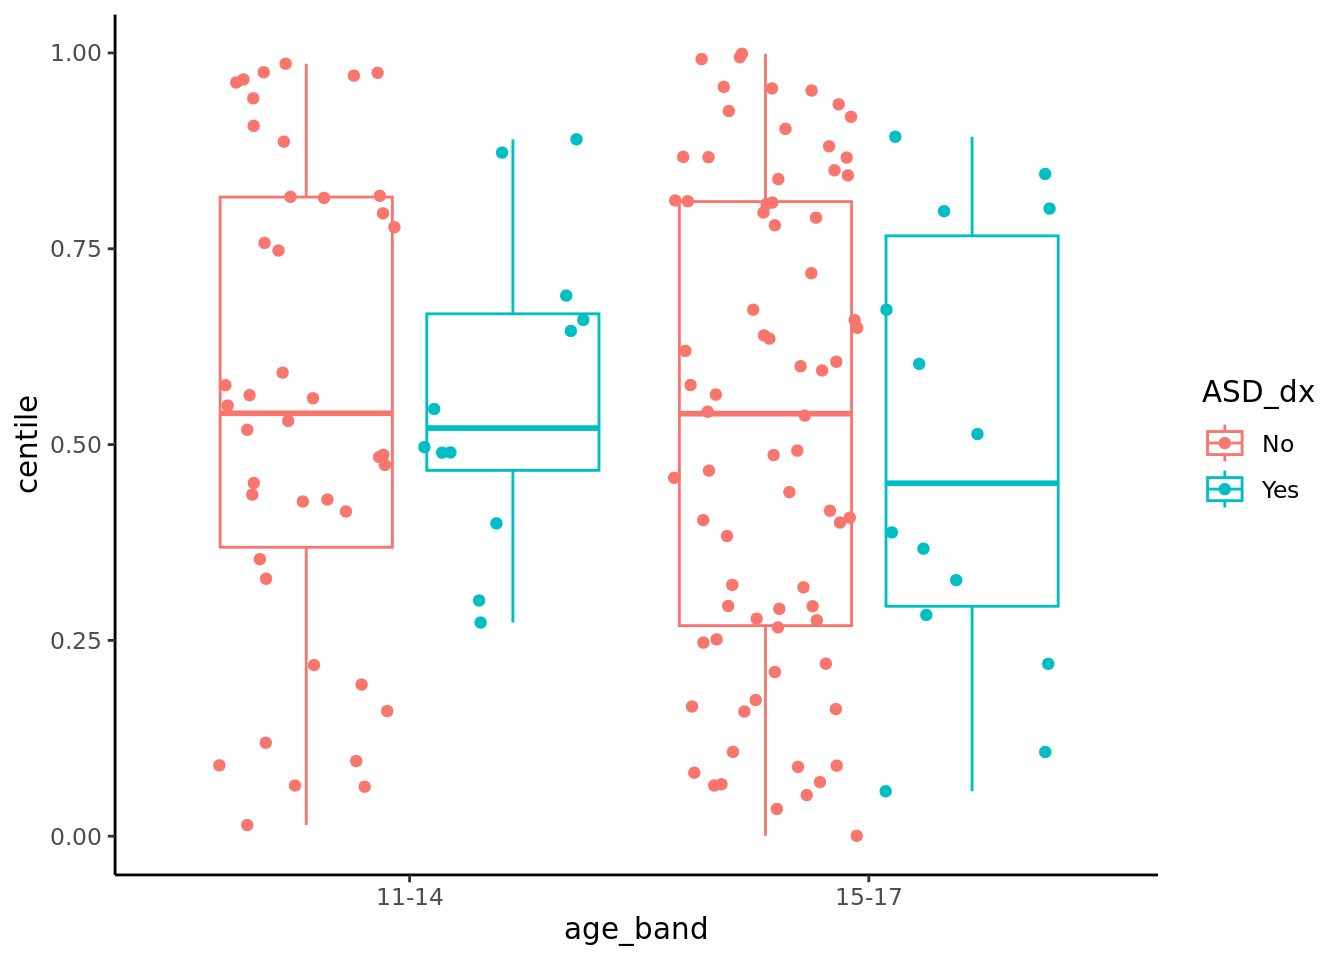 1.00
0.75
0.50
0.25
0.00
centile
11-14
15-17
age_band
ASD_dx
No
Yes